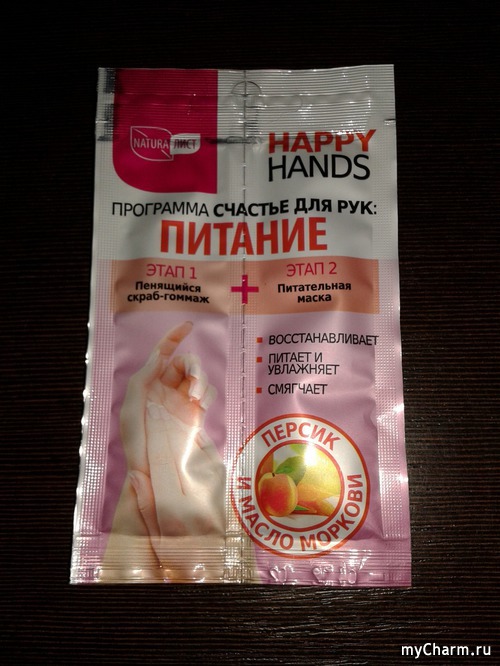 NATURA ЛИСТ
HAPPY
HANDS
ПРОГРАММА СЧАСТЬЕ ДЛЯ РУК:
ПИТАНИЕ
ЭТАП 1
Пенящийся
скраб-гоммаж
+
ЭТАП 2
Питательная
маска
ВОССТАНАВЛИВАЕТ
ПИТАЕТ И
УВЛАЖНЯЕТ
СМЯГЧАЕТ
ПЕРСИК
И МАСЛО МОРКОВИ
myCharm.ru